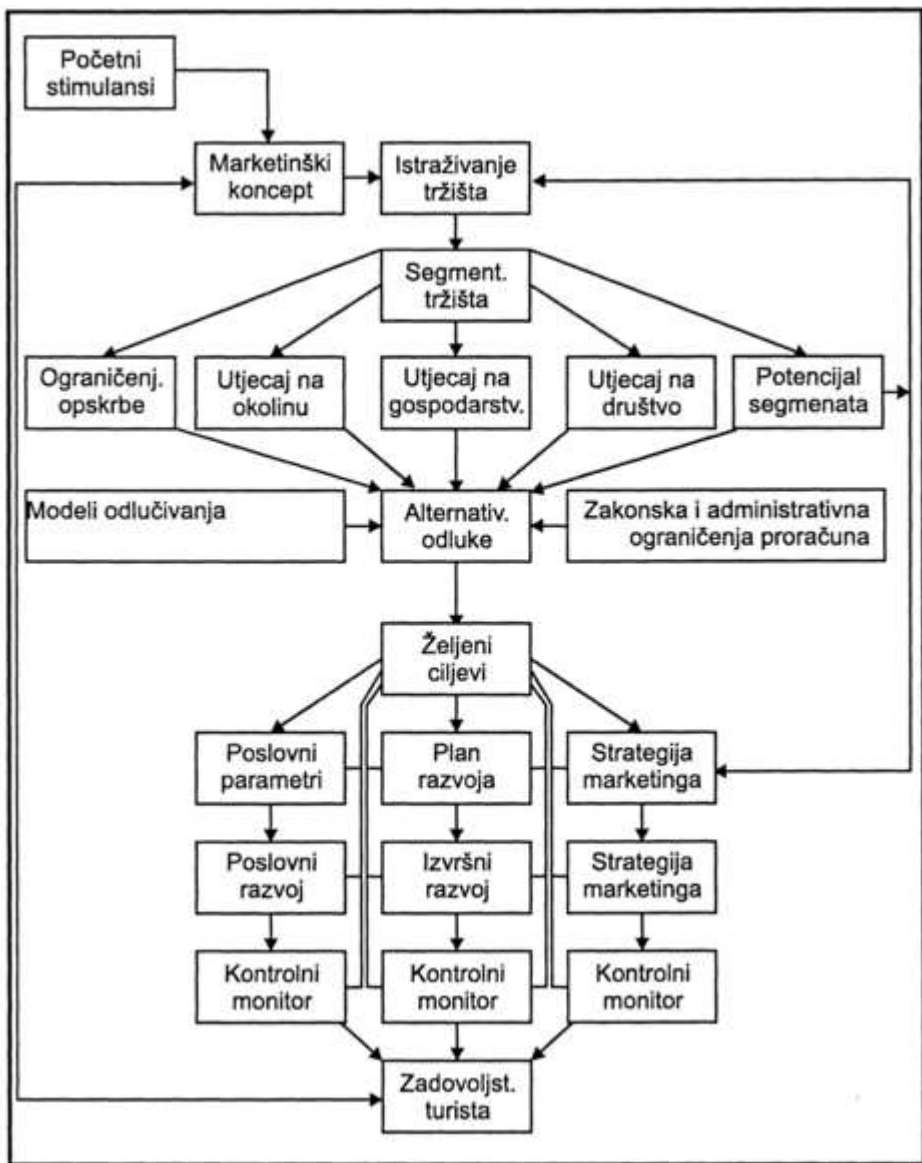 Početni
stimulansi
Marketinški
koncept
Istraživanje
tržišta
Segment.
tržišta
Ograničenj.
opskrbe
Utjecaj na
okolinu
Utjecaj na
gospodarstv.
Utjecaj na
društvo
Potencijal
segmenata
Modeli odlučivanja
Alternativ.
odluke
Zakonska i administrativna
ograničenja proračuna
Željeni
ciljevi
Poslovni
parametri
Plan
razvoja
Strategija
marketinga
Poslovni
razvoj
Izvršni
razvoj
Strategija
marketinga
Kontrolni
monitor
Kontrolni
monitor
Kontrolni
monitor
Zadovoljst.
turista